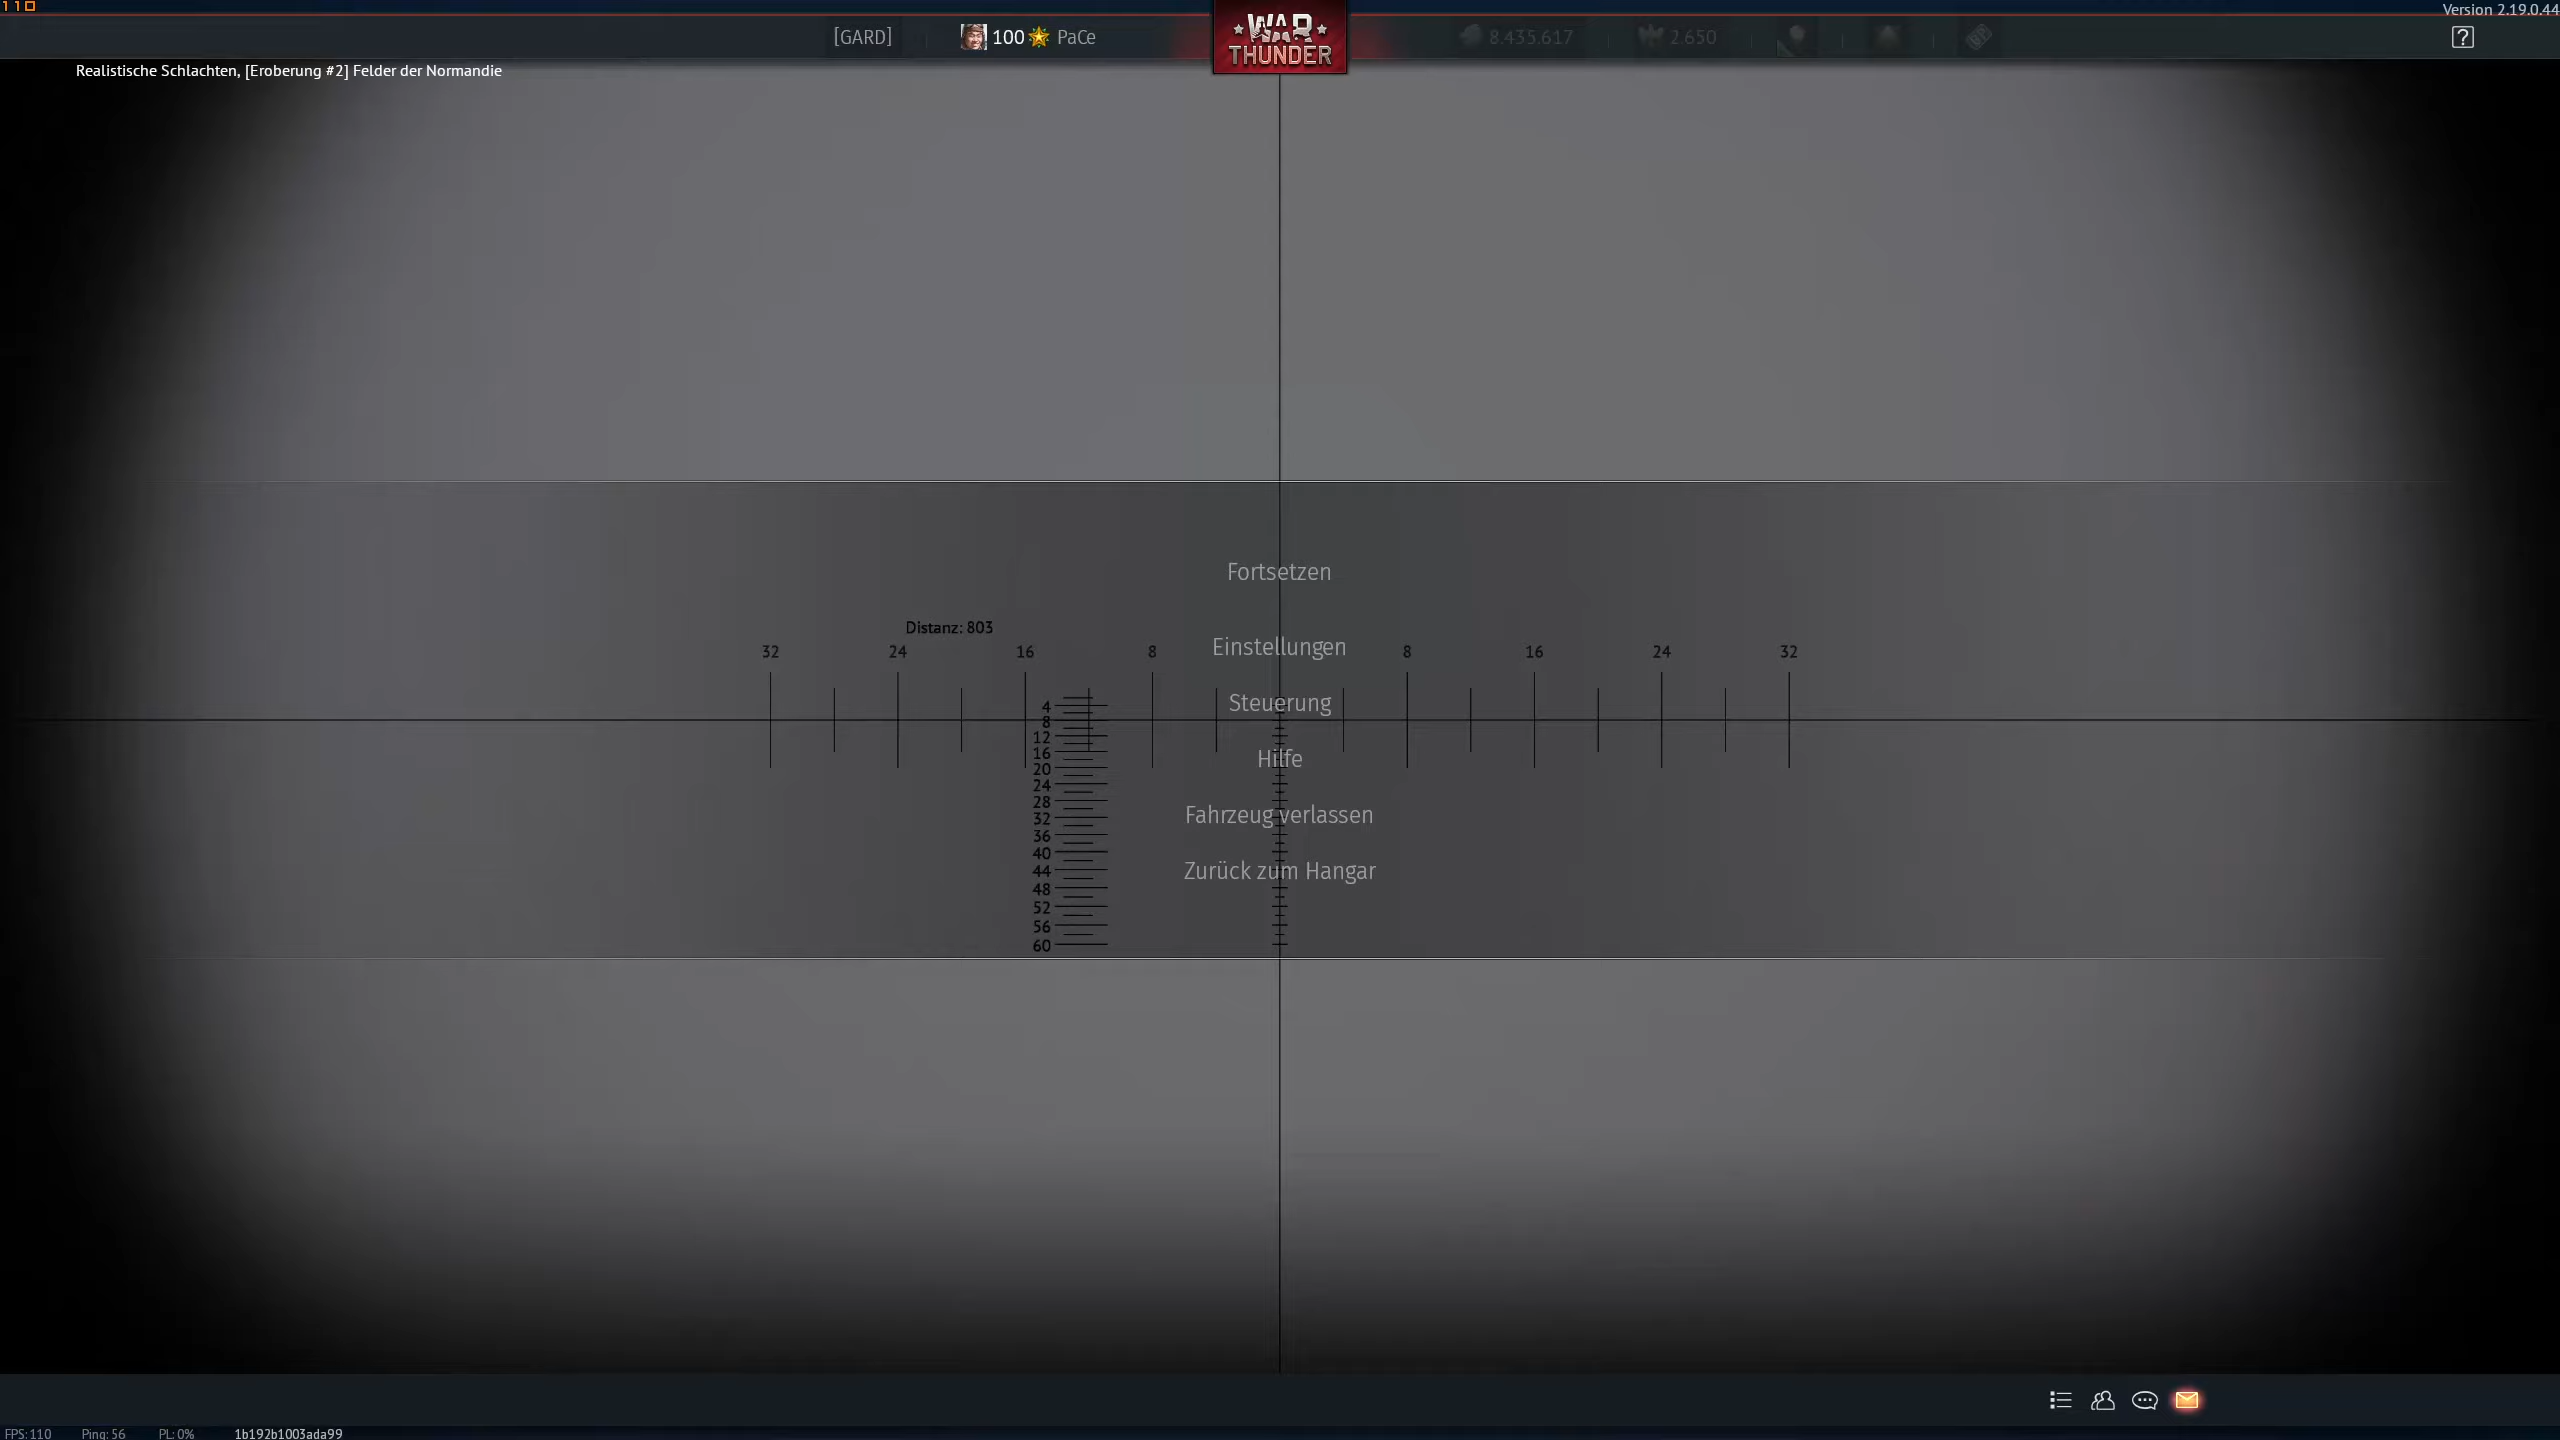 110
Version 2.19.0.44
[GARD]
100 PaCe
WAR THUNDER
8.435.617
2.650
?
Realistische Schlachten, [Eroberung #2] Felder der Normandie
Fortsetzen
Distanz: 803
Einstellungen
32 24 16 8 8 16 24 32
Steuerung
4
8
12
16
Hilfe
20
24
28
Fahrzeug verlassen
32
36
40
Zurück zum Hangar
44
48
52
56
60
FPS: 110 Ping: 56 PL: 0% 1b192b1003ada99